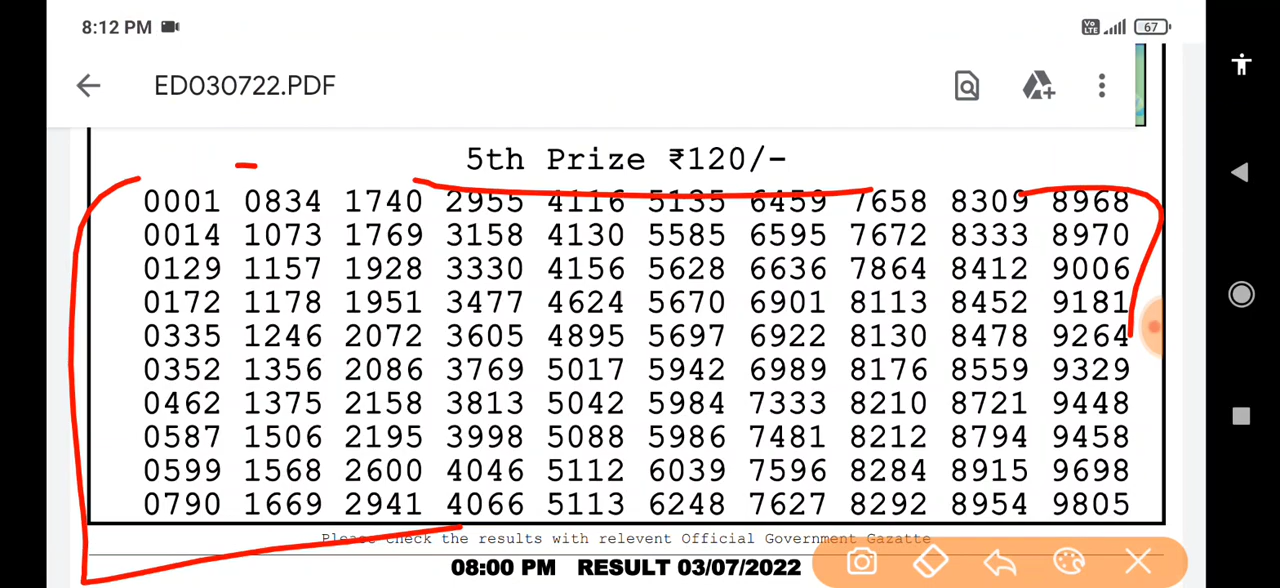 8:12 PM Vo LTE 67
ED030722.PDF
5th Prize ₹120/-
0001 0834 1740 2955 4116 5135 6459 7658 8309 8968
0014 1073 1769 3158 4130 5585 6595 7672 8333 8970
0129 1157 1928 3330 4156 5628 6636 7864 8412 9006
0172 1178 1951 3477 4624 5670 6901 8113 8452 9181
0335 1246 2072 3605 4895 5697 6922 8130 8478 9264
0352 1356 2086 3769 5017 5942 6989 8176 8559 9329
0462 1375 2158 3813 5042 5984 7333 8210 8721 9448
0587 1506 2195 3998 5088 5986 7481 8212 8794 9458
0599 1568 2600 4046 5112 6039 7596 8284 8915 9698
0790 1669 2941 4066 5113 6248 7627 8292 8954 9805
Please check the results with relevent Official Government Gazatte
08:00 PM RESULT 03/07/2022